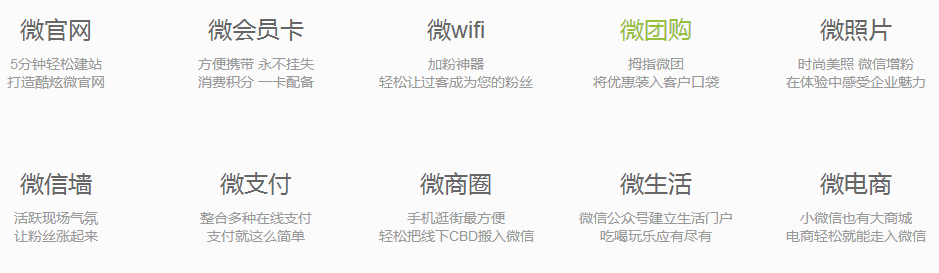 微官网
5分钟轻松建站
打造酷炫微官网
微会员卡
方便携带 永不挂失
消费积分 一卡配备
微wifi
加粉神器
轻松让过客成为您的粉丝
微团购
拇指微团
将优惠装入客户口袋
微照片
时尚美照 微信增粉
在体验中感受企业魅力
微信墙
活跃现场气氛
让粉丝涨起来
微支付
整合多种在线支付
支付就这么简单
微商圈
手机逛街最方便
轻松把线下CBD搬入微信
微生活
微信公众号建立生活门户
吃喝玩乐应有尽有
微电商
小微信也有大商城
电商轻松就能走入微信